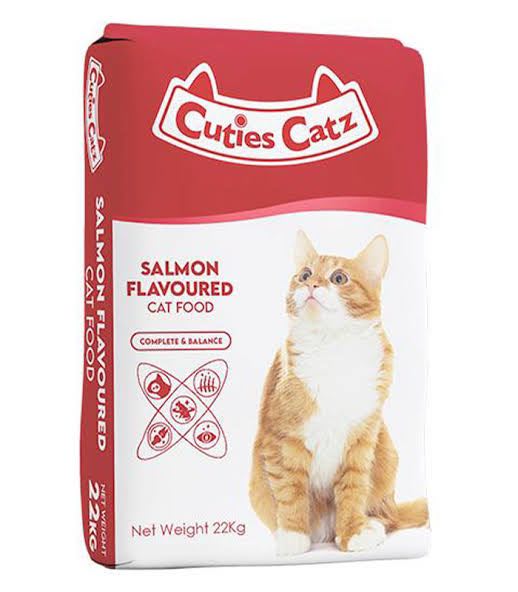 Cuties Catz
SALMON
FLAVOURED
CAT FOOD
COMPLETE & BALANCE
Net Weight 22Kg
Cuties Catz
SALMON FLAVOURED
CAT FOOD
NET WEIGHT
22KG